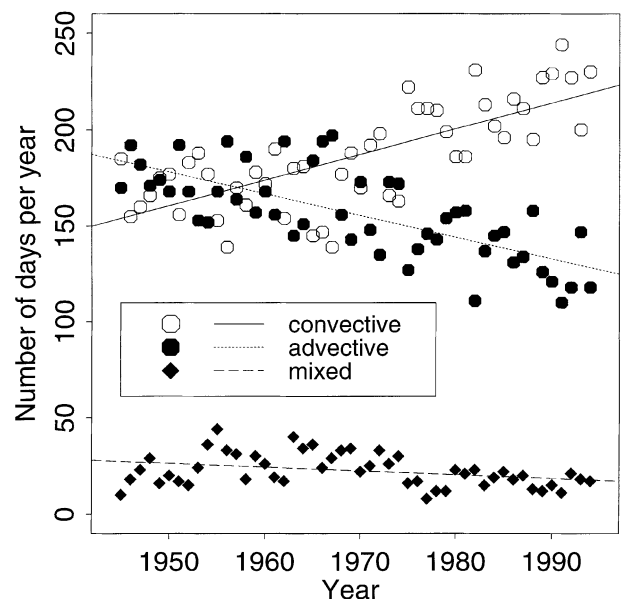 Number of days per year
250
200
150
100
50
0
convective
advective
mixed
1950 1960 1970 1980 1990
Year